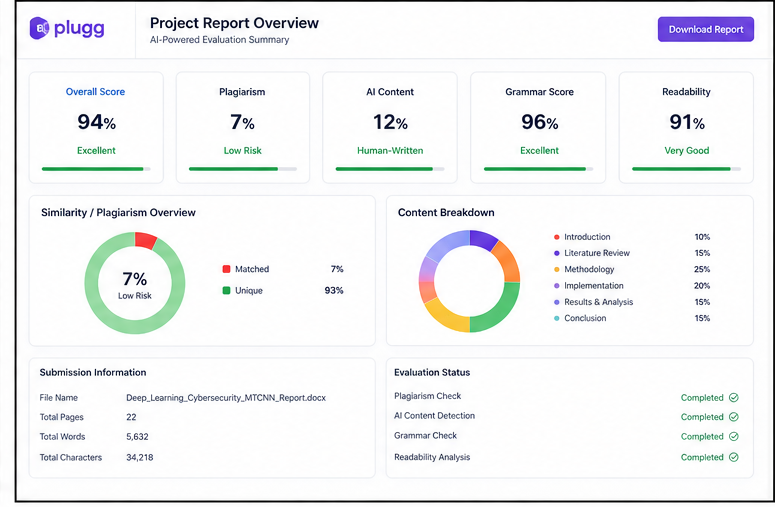 plugg
Project Report Overview
AI-Powered Evaluation Summary
Download Report
Overall Score
94%
Excellent
Plagiarism
7%
Low Risk
AI Content
12%
Human-Written
Grammar Score
96%
Excellent
Readability
91%
Very Good
Similarity / Plagiarism Overview
7%
Low Risk
Matched 7%
Unique 93%
Content Breakdown
Introduction 10%
Literature Review 15%
Methodology 25%
Implementation 20%
Results & Analysis 15%
Conclusion 15%
Submission Information
File Name Deep_Learning_Cybersecurity_MTCNN_Report.docx
Total Pages 22
Total Words 5,632
Total Characters 34,218
Evaluation Status
Plagiarism Check Completed
AI Content Detection Completed
Grammar Check Completed
Readability Analysis Completed